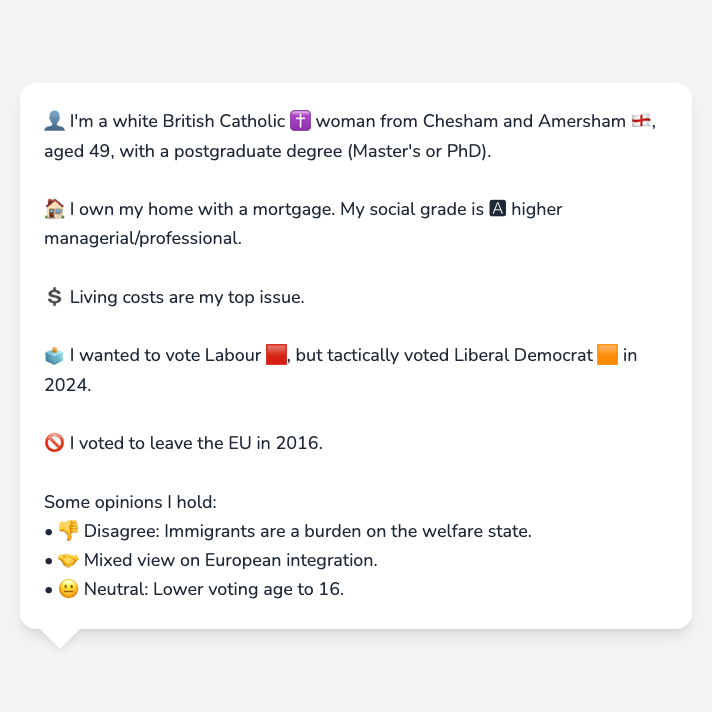 👤 I'm a white British Catholic ✝️ woman from Chesham and Amersham 🏴󠁧󠁢󠁥󠁮󠁧󠁿,
aged 49, with a postgraduate degree (Master's or PhD).
🏠 I own my home with a mortgage. My social grade is 🅰 higher
managerial/professional.
💲 Living costs are my top issue.
🗳️ I wanted to vote Labour 🟥, but tactically voted Liberal Democrat 🟧 in
2024.
🚫 I voted to leave the EU in 2016.
Some opinions I hold:
• 👎 Disagree: Immigrants are a burden on the welfare state.
• 🤝 Mixed view on European integration.
• 😐 Neutral: Lower voting age to 16.